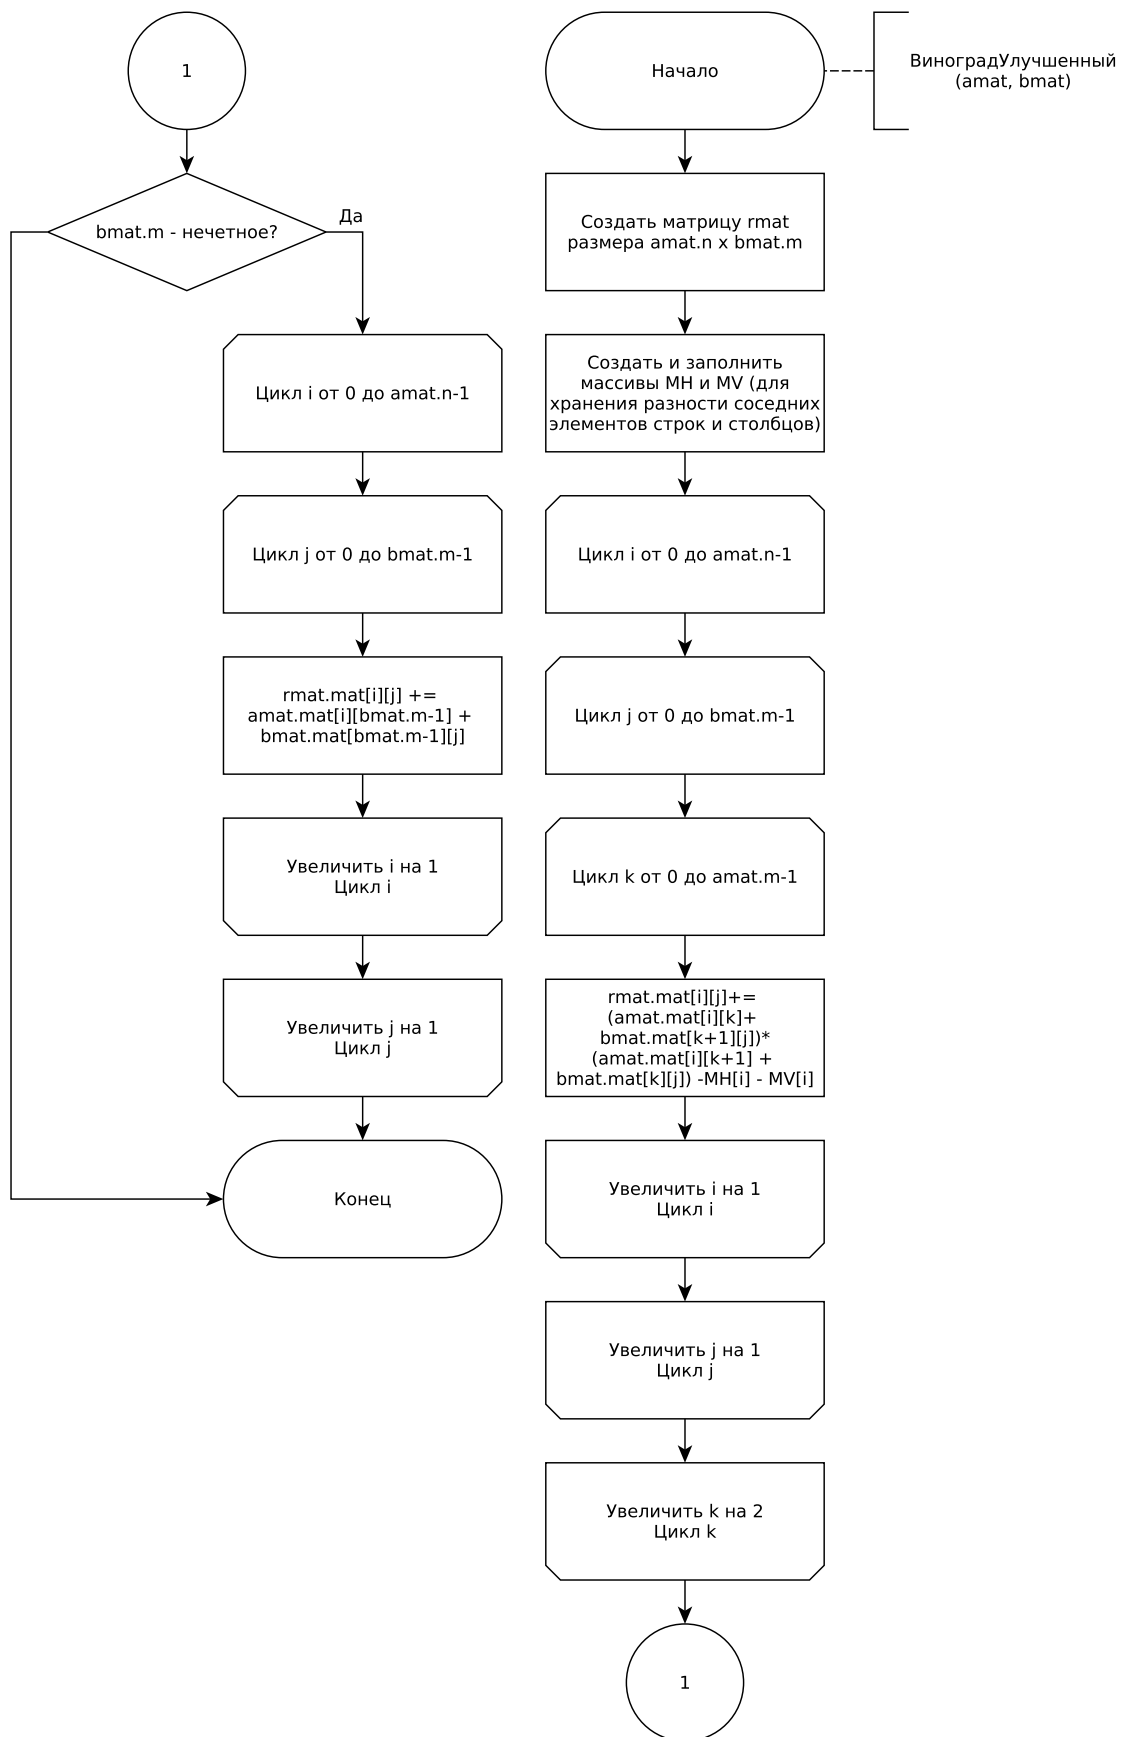 1
bmat.m - нечетное?
Да
Цикл i от 0 до amat.n-1
Цикл j от 0 до bmat.m-1
rmat.mat[i][j] +=
amat.mat[i][bmat.m-1] +
bmat.mat[bmat.m-1][j]
Увеличить i на 1
Цикл i
Увеличить j на 1
Цикл j
Конец
Начало
ВиноградУлучшенный
(amat, bmat)
Создать матрицу rmat
размера amat.n x bmat.m
Создать и заполнить
массивы MH и MV (для
хранения разности соседних
элементов строк и столбцов)
Цикл i от 0 до amat.n-1
Цикл j от 0 до bmat.m-1
Цикл k от 0 до amat.m-1
rmat.mat[i][j]+=
(amat.mat[i][k]+
bmat.mat[k+1][j])*
(amat.mat[i][k+1] +
bmat.mat[k][j]) -MH[i] - MV[i]
Увеличить i на 1
Цикл i
Увеличить j на 1
Цикл j
Увеличить k на 2
Цикл k
1